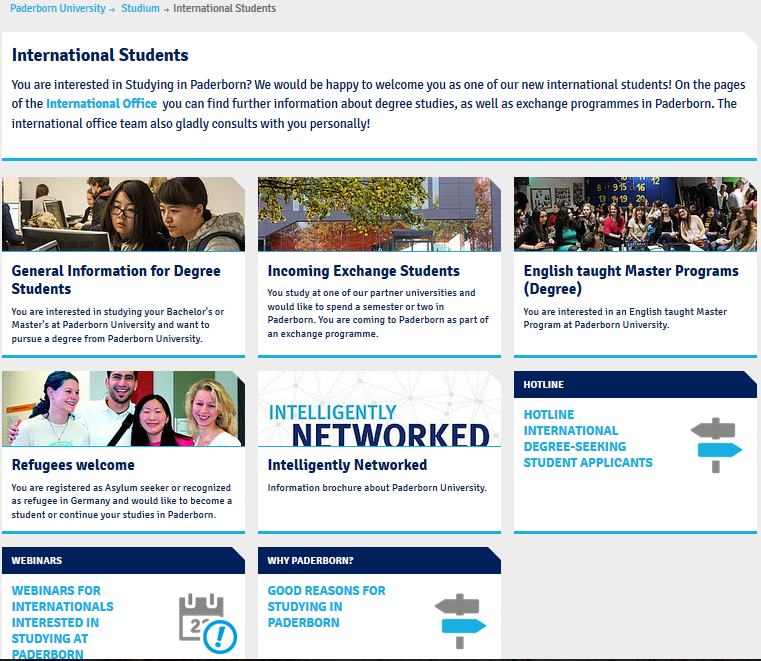 Paderborn University → Studium → International Students
International Students
You are interested in Studying in Paderborn? We would be happy to welcome you as one of our new international students! On the pages
of the International Office you can find further information about degree studies, as well as exchange programmes in Paderborn. The
international office team also gladly consults with you personally!
General Information for Degree
Students
You are interested in studying your Bachelor's or
Master's at Paderborn University and want to
pursue a degree from Paderborn University.
Incoming Exchange Students
You study at one of our partner universities and
would like to spend a semester or two in
Paderborn. You are coming to Paderborn as part of
an exchange programme.
12
8 9 15 16
13 19 20
English taught Master Programs
(Degree)
You are interested in an English taught Master
Program at Paderborn University.
Refugees welcome
You are registered as Asylum seeker or recognized
as refugee in Germany and would like to become a
student or continue your studies in Paderborn.
INTELLIGENTLY
NETWORKED
Intelligently Networked
Information brochure about Paderborn University.
HOTLINE
HOTLINE
INTERNATIONAL
DEGREE-SEEKING
STUDENT APPLICANTS
WEBINARS
WEBINARS FOR
INTERNATIONALS
INTERESTED IN
STUDYING AT
PADERBORN
WHY PADERBORN?
GOOD REASONS FOR
STUDYING IN
PADERBORN